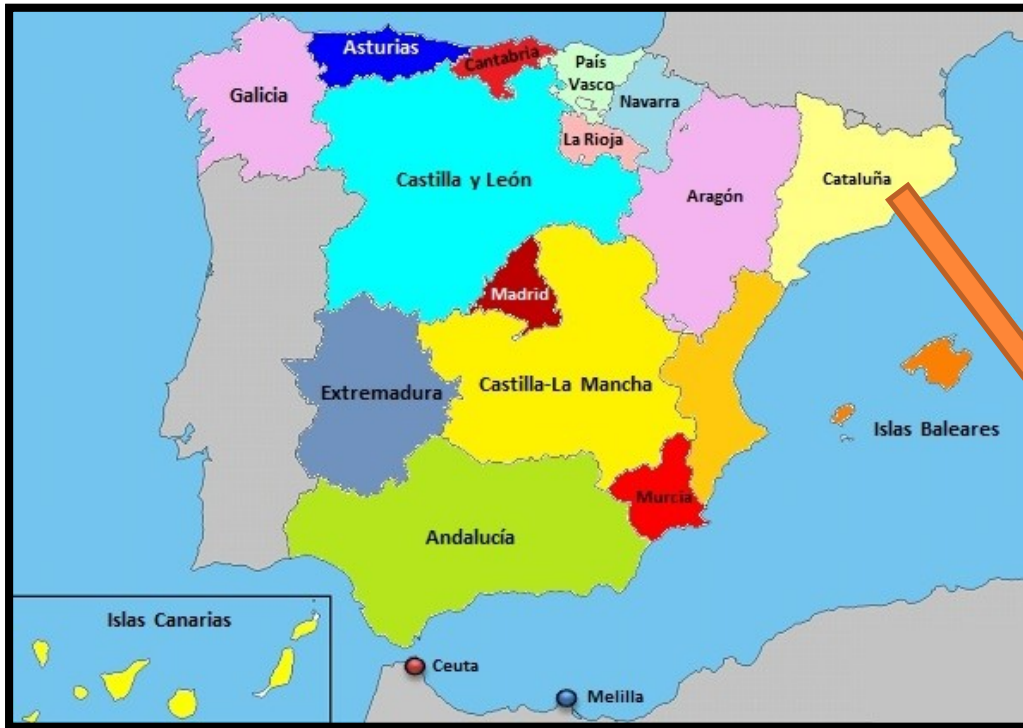 Asturias
Cantabria
País
Vasco
Galicia
Navarra
La Rioja
Castilla y León
Cataluña
Aragón
Madrid
Extremadura
Castilla-La Mancha
Islas Baleares
Murcia
Andalucía
Islas Canarias
Ceuta
Melilla